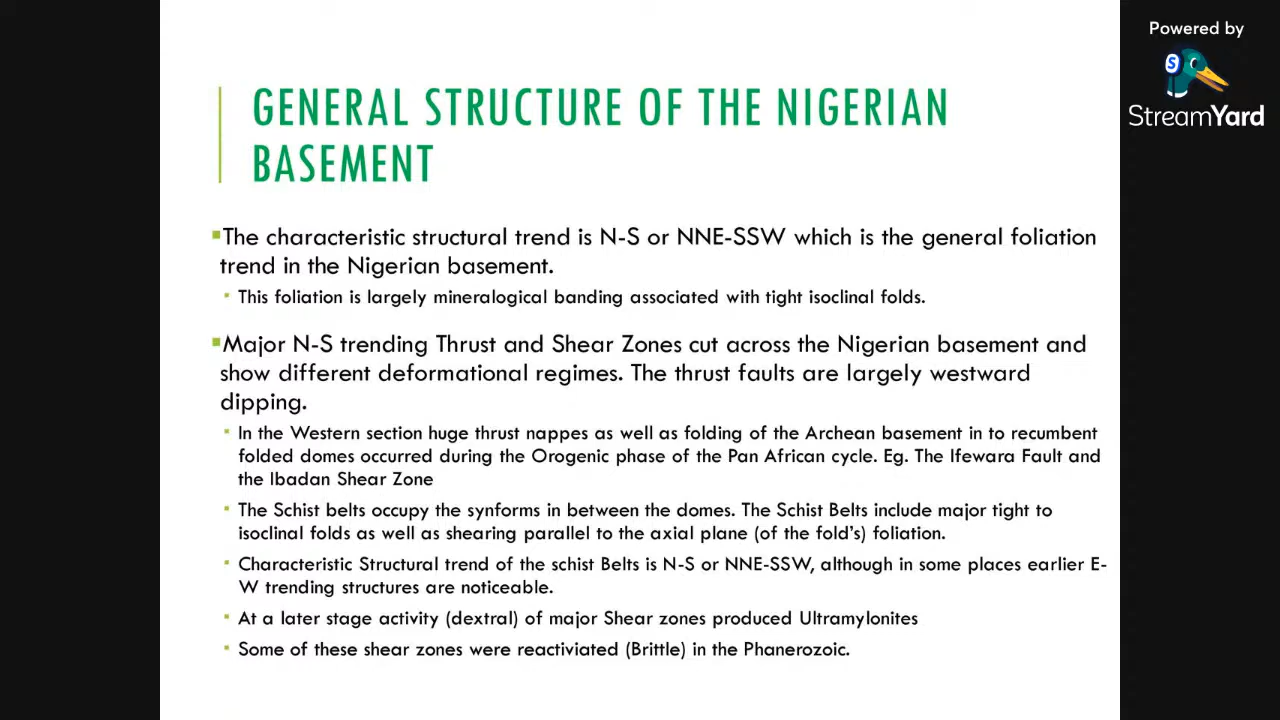 Powered by
StreamYard
GENERAL STRUCTURE OF THE NIGERIAN
BASEMENT
▪The characteristic structural trend is N-S or NNE-SSW which is the general foliation
trend in the Nigerian basement.
▪ This foliation is largely mineralogical banding associated with tight isoclinal folds.
▪Major N-S trending Thrust and Shear Zones cut across the Nigerian basement and
show different deformational regimes. The thrust faults are largely westward
dipping.
▪ In the Western section huge thrust nappes as well as folding of the Archean basement in to recumbent
folded domes occurred during the Orogenic phase of the Pan African cycle. Eg. The Ifewara Fault and
the Ibadan Shear Zone
▪ The Schist belts occupy the synforms in between the domes. The Schist Belts include major tight to
isoclinal folds as well as shearing parallel to the axial plane (of the fold's) foliation.
▪ Characteristic Structural trend of the schist Belts is N-S or NNE-SSW, although in some places earlier E-
W trending structures are noticeable.
▪ At a later stage activity (dextral) of major Shear zones produced Ultramylonites
▪ Some of these shear zones were reactiviated (Brittle) in the Phanerozoic.